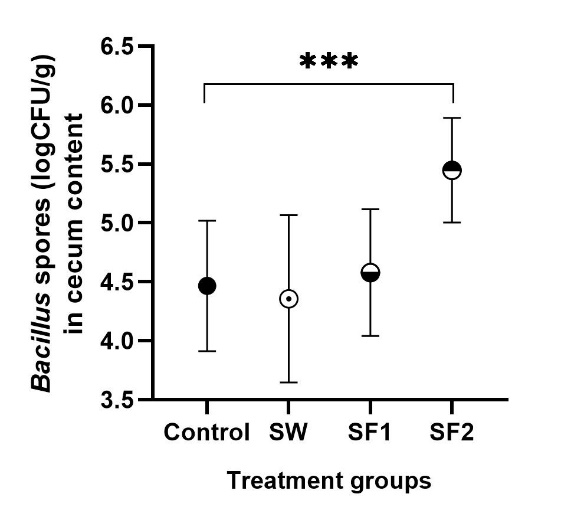 Bacillus spores (logCFU/g)
in cecum content
6.5
6.0
5.5
5.0
4.5
4.0
3.5
***
Control SW SF1 SF2
Treatment groups